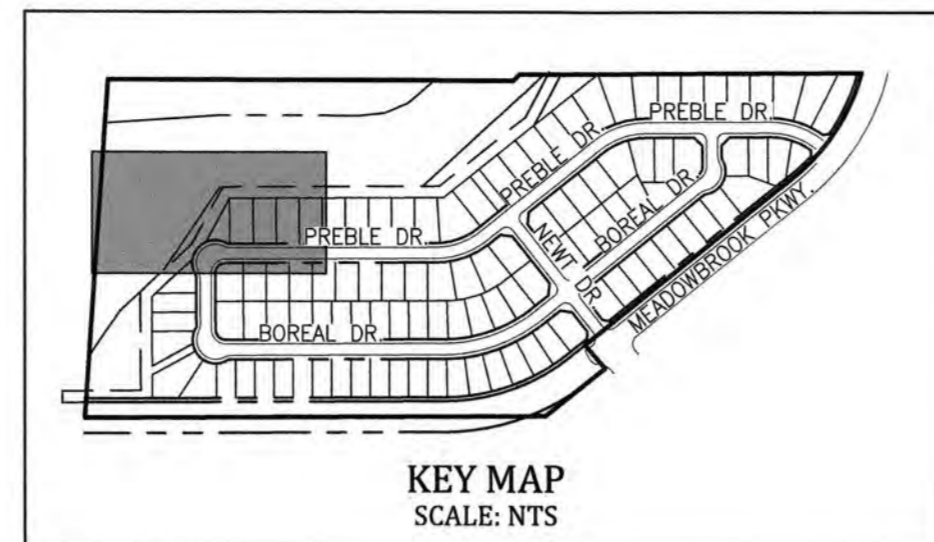 PREBLE DR.
PREBLE DR.
BOREAL DR.
NEWT DR.
PREBLE DR.
MEADOWBROOK PKWY.
BOREAL DR.
KEY MAP
SCALE: NTS